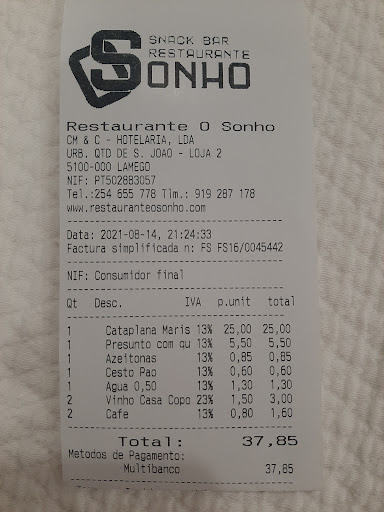 SNACK BAR
RESTAURANTE
SONHO
Restaurante O Sonho
CM & C - HOTELARIA, LDA
URB. QTD DE S. JOAO - LOJA 2
5100-000 LAMEGO
NIF: PT502883057
Tel.:254 655 778 Tlm.: 919 287 178
www.restauranteosonho.com
Data: 2021-08-14, 21:24:33
Factura simplificada n: FS FS16/0045442
NIF: Consumidor final
Qt Desc. IVA p.unit total
1 Cataplana Maris 13% 25,00 25,00
1 Presunto com qu 13% 5,50 5,50
1 Azeitonas 13% 0,85 0,85
1 Cesto Pao 13% 0,60 0,60
1 Agua 0,50 13% 1,30 1,30
2 Vinho Casa Copo 23% 1,50 3,00
2 Cafe 13% 0,80 1,60
Total: 37,85
Metodos de Pagamento:
Multibanco 37,85